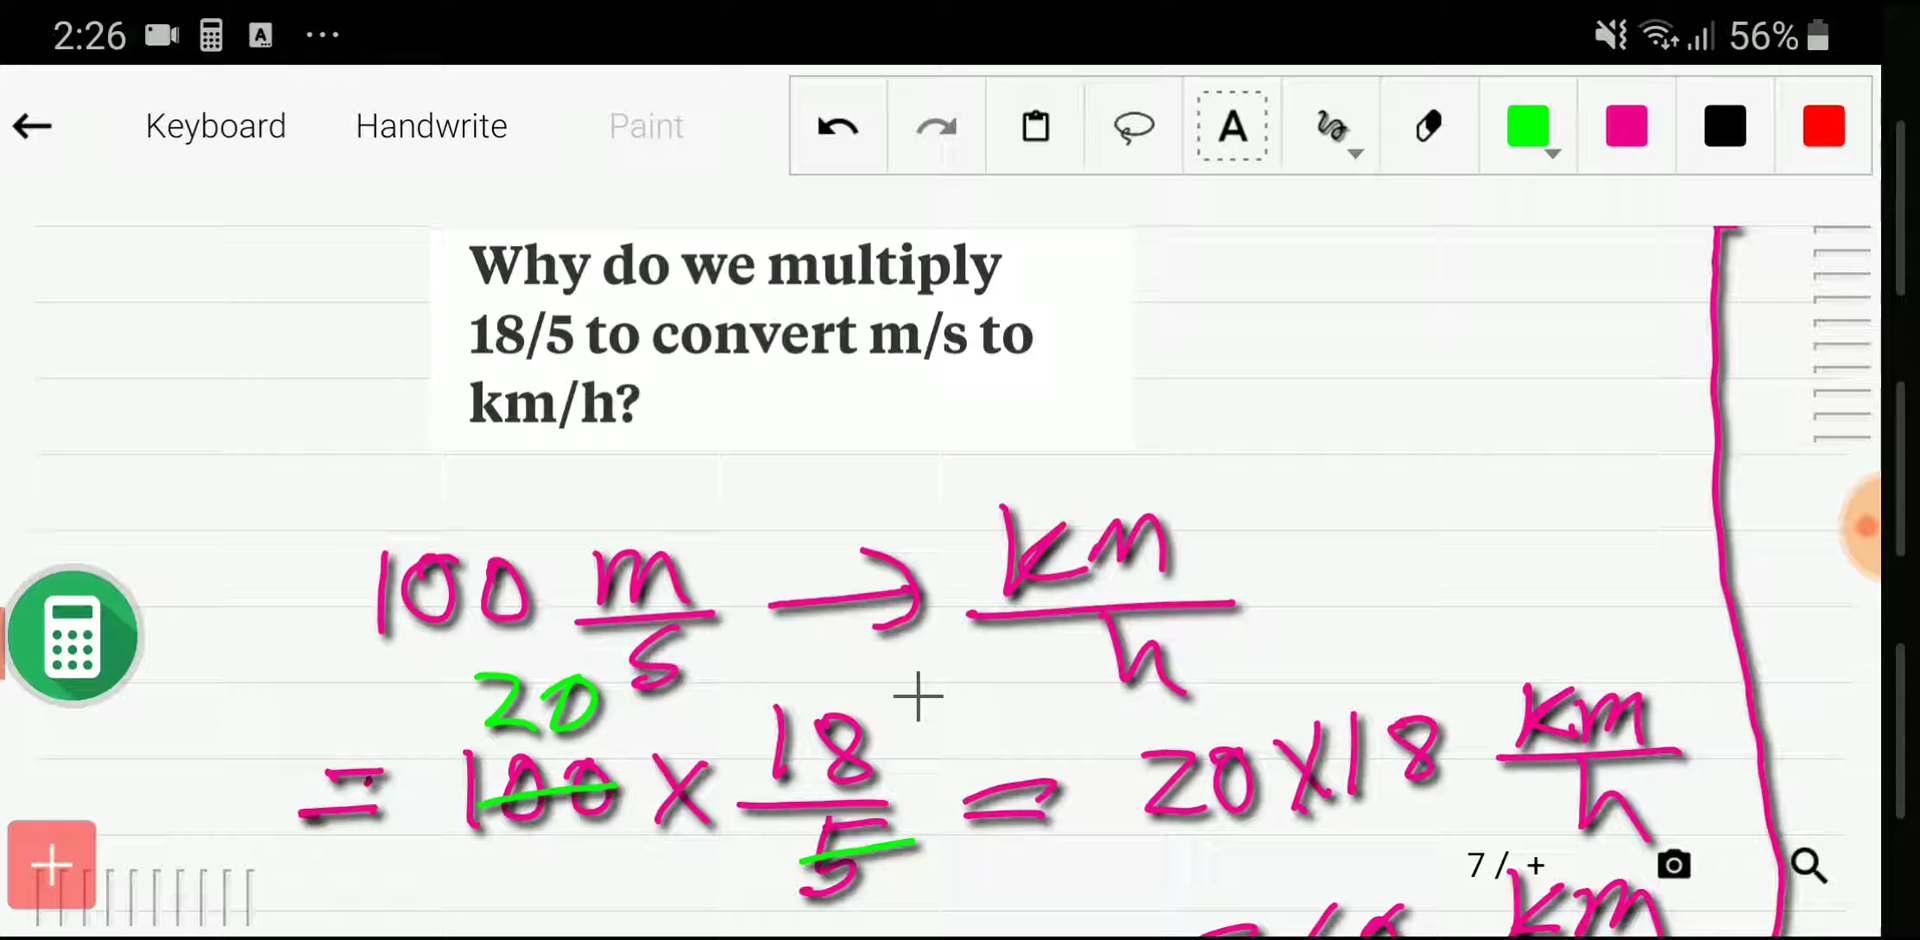 2:26 A 56%
Keyboard Handwrite Paint A
Why do we multiply
18/5 to convert m/s to
km/h?
100 m/s → km/h
20
= 100 × 18/5 = 20 × 18 km/h
7 / +
km